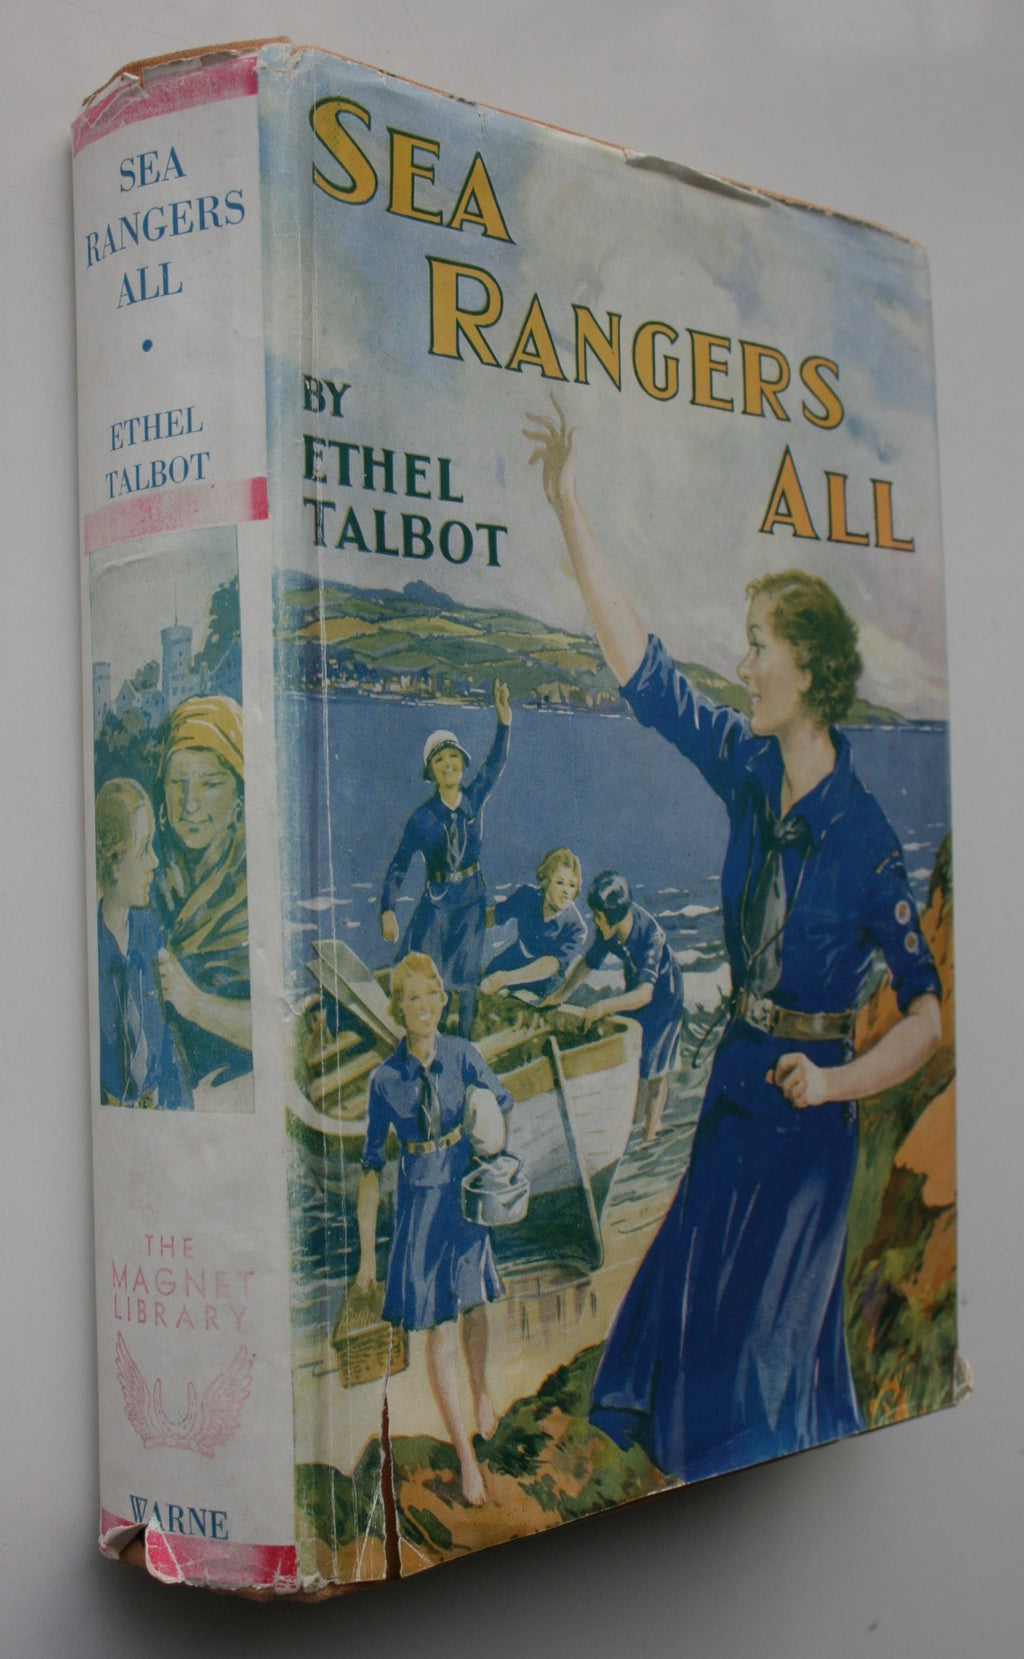 SEA
RANGERS
ALL
•
ETHEL
TALBOT
THE
MAGNET
LIBRARY
WARNE
SEA
RANGERS
ALL
BY
ETHEL
TALBOT